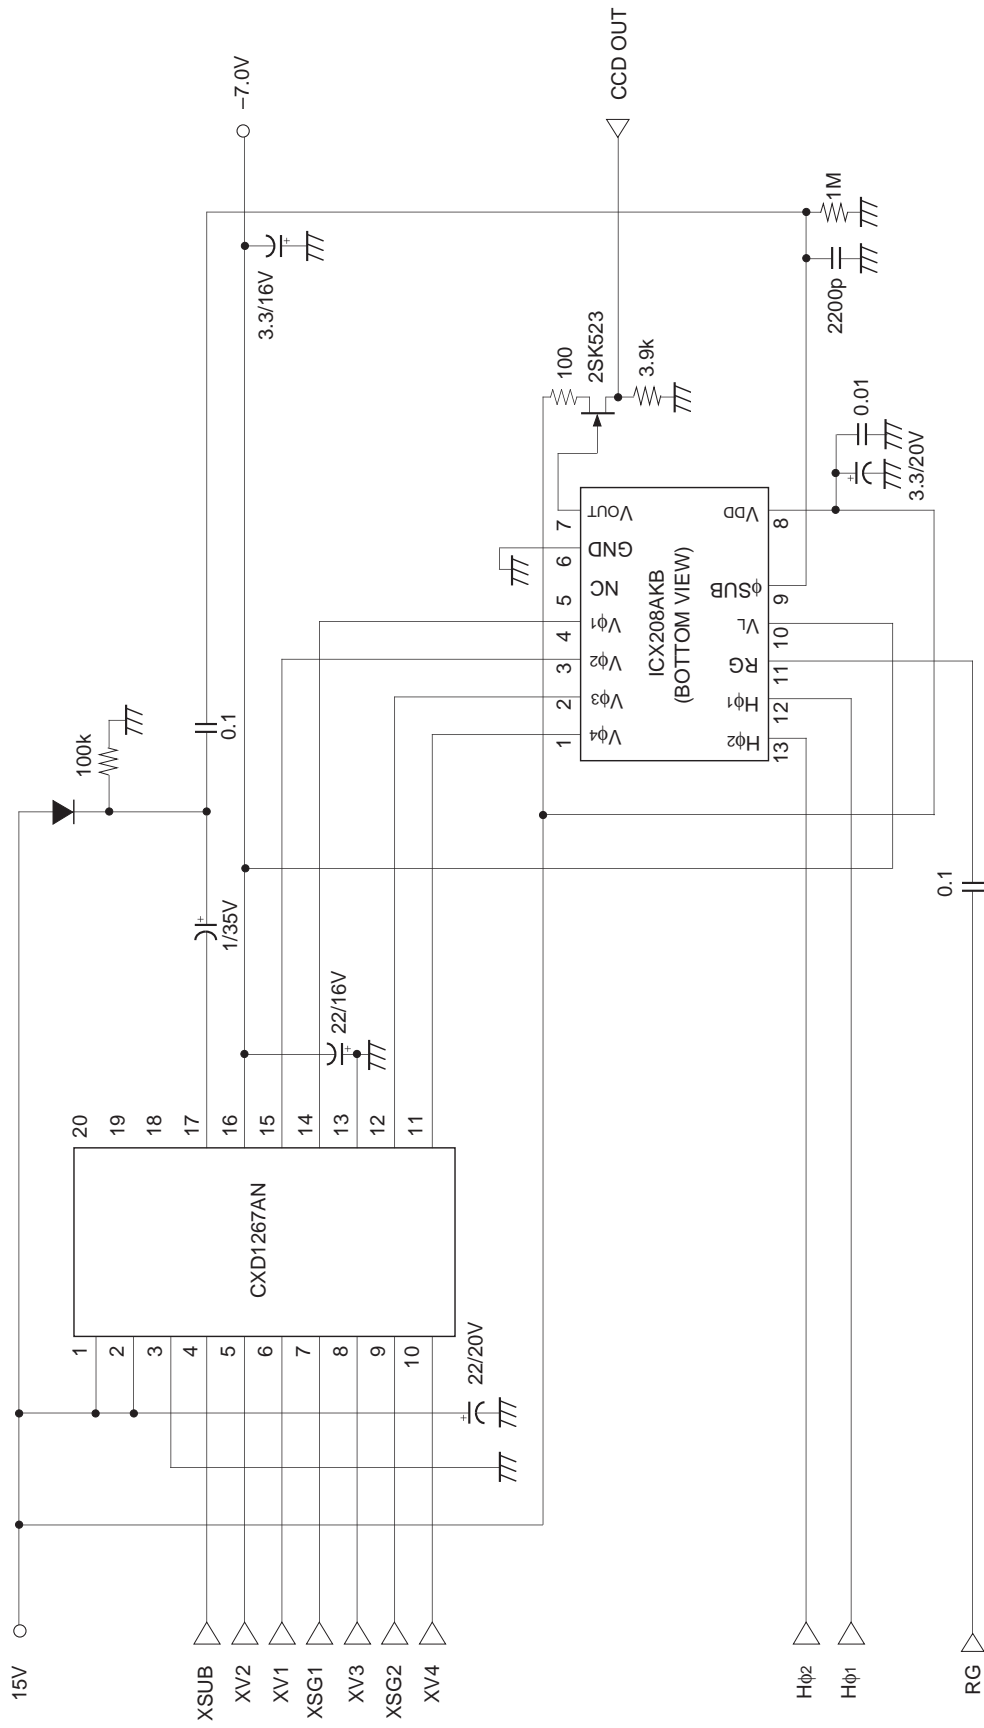 15V
XSUB
XV2
XV1
XSG1
XV3
XSG2
XV4
Hφ2
Hφ1
RG
22/20V
1
2
3
4
5
6
7
8
9
10
CXD1267AN
20
19
18
17
16
15
14
13
12
11
22/16V
1/35V
100k
0.1
3.3/16V
−7.0V
1
2
3
4
5
6
7
Vφ4
Vφ3
Vφ2
Vφ1
NC
GND
VOUT
ICX208AKB
(BOTTOM VIEW)
Hφ2
Hφ1
RG
VL
φSUB
VDD
13
12
11
10
9
8
100
2SK523
3.9k
CCD OUT
0.01
3.3/20V
2200p
1M
0.1